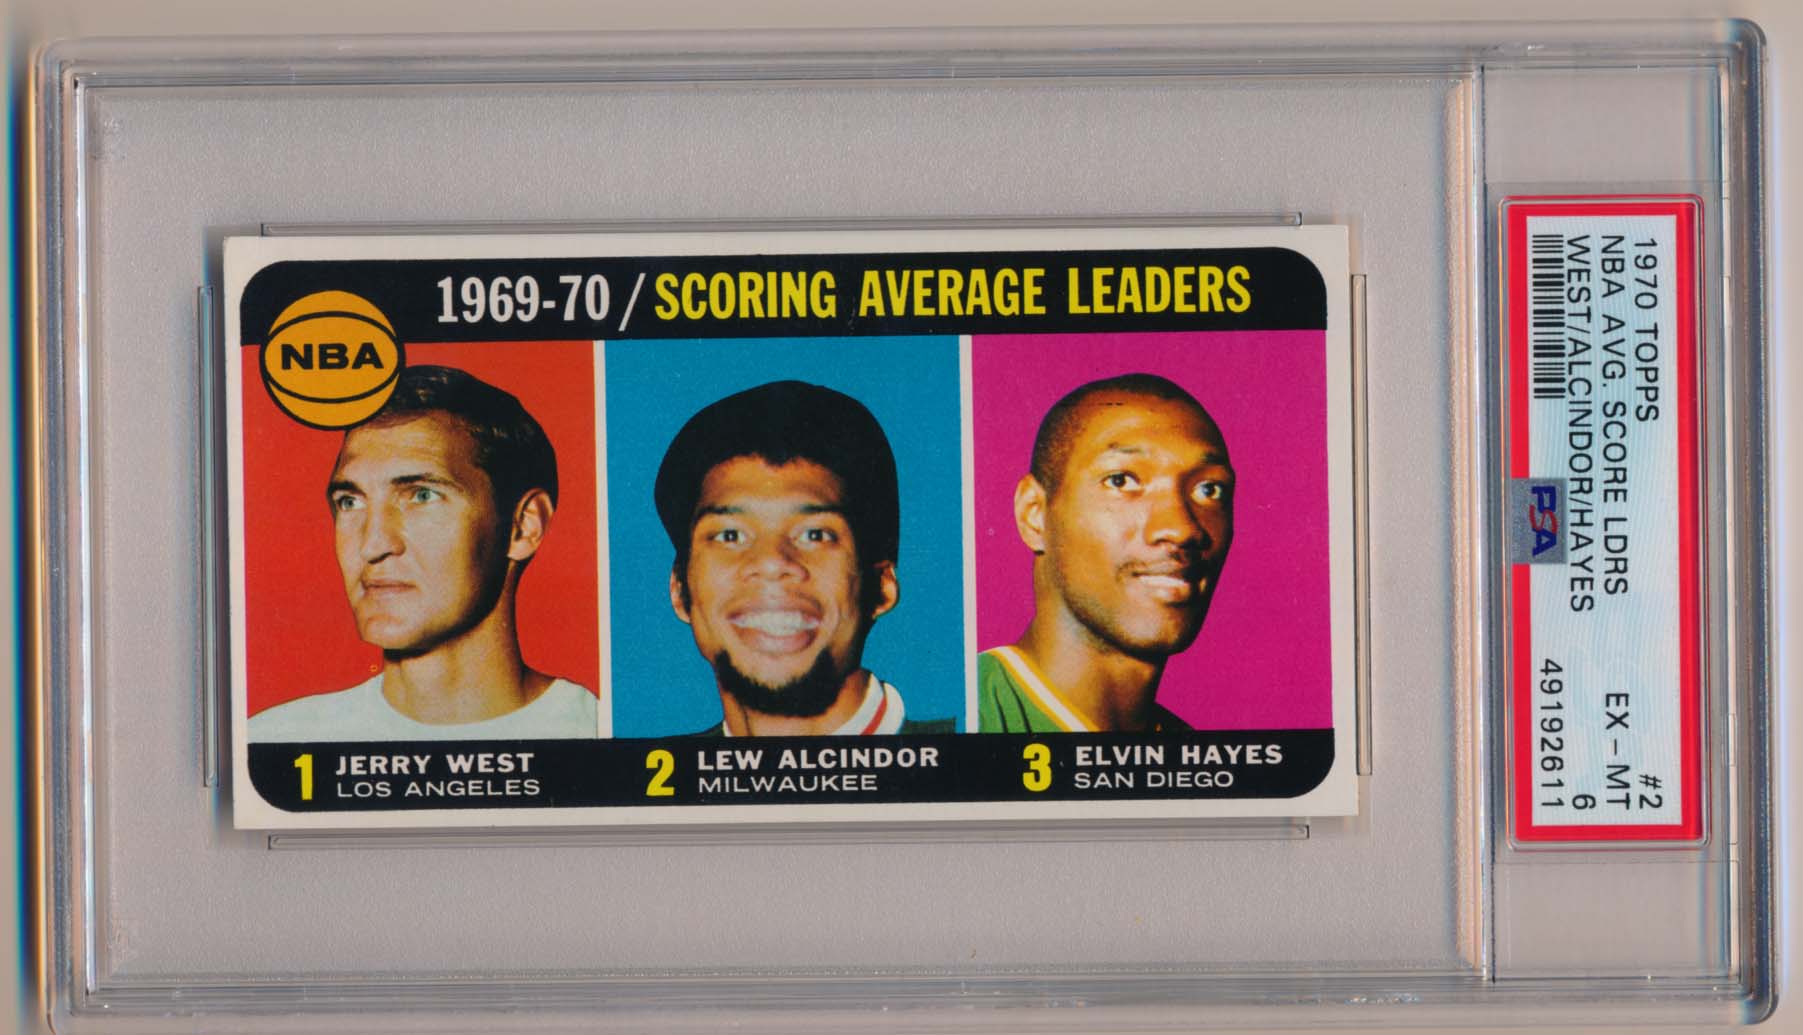 1969-70 / SCORING AVERAGE LEADERS
NBA
1 JERRY WEST
LOS ANGELES
2 LEW ALCINDOR
MILWAUKEE
3 ELVIN HAYES
SAN DIEGO
1970 TOPPS #2
NBA AVG. SCORE LDRS EX-MT
WEST/ALCINDOR/HAYES 6
49192611
PSA